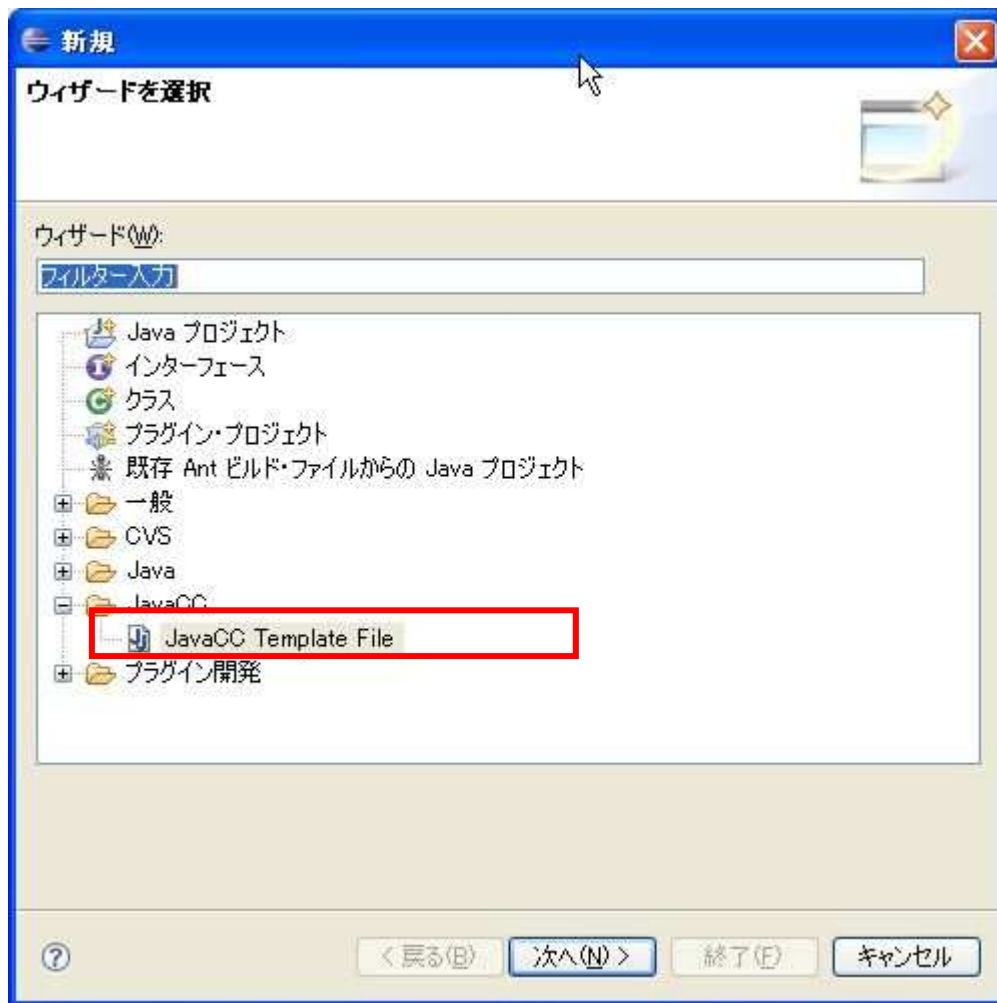 新規
ウィザードを選択
ウィザード(W):
フィルター入力
Java プロジェクト
インターフェース
クラス
プラグイン・プロジェクト
既存 Ant ビルド・ファイルからの Java プロジェクト
一般
CVS
Java
JavaCC
JavaCC Template File
プラグイン開発
< 戻る(B) 次へ(N) > 終了(F) キャンセル